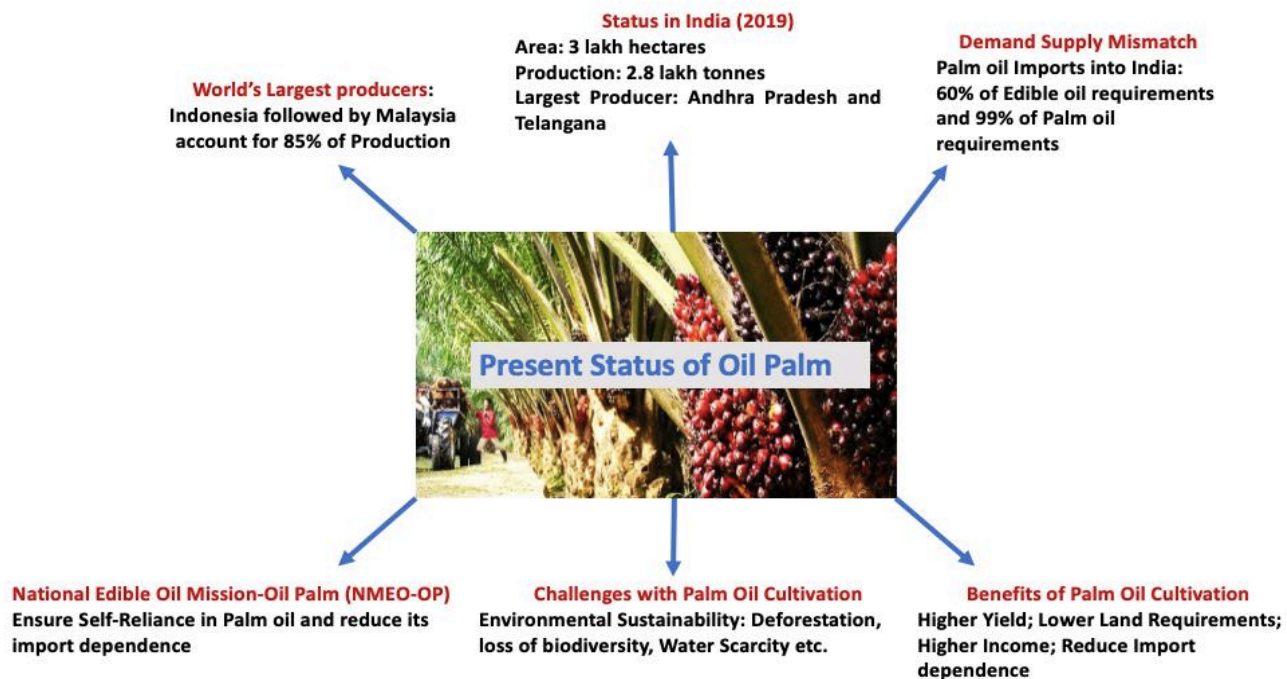 World's Largest producers:
Indonesia followed by Malaysia
account for 85% of Production
Status in India (2019)
Area: 3 lakh hectares
Production: 2.8 lakh tonnes
Largest Producer: Andhra Pradesh and
Telangana
Demand Supply Mismatch
Palm oil Imports into India:
60% of Edible oil requirements
and 99% of Palm oil
requirements
Present Status of Oil Palm
National Edible Oil Mission-Oil Palm (NMEO-OP)
Ensure Self-Reliance in Palm oil and reduce its
import dependence
Challenges with Palm Oil Cultivation
Environmental Sustainability: Deforestation,
loss of biodiversity, Water Scarcity etc.
Benefits of Palm Oil Cultivation
Higher Yield; Lower Land Requirements;
Higher Income; Reduce Import
dependence